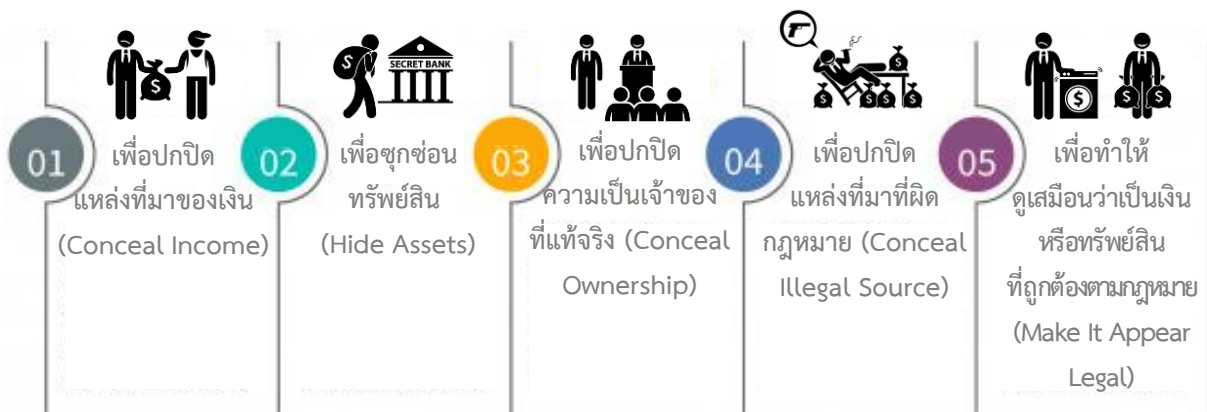 SECRET BANK
01
เพื่อปกปิด
แหล่งที่มาของเงิน
(Conceal Income)
02
เพื่อซุกซ่อน
ทรัพย์สิน
(Hide Assets)
03
เพื่อปกปิด
ความเป็นเจ้าของ
ที่แท้จริง (Conceal
Ownership)
04
เพื่อปกปิด
แหล่งที่มาที่ผิด
กฎหมาย (Conceal
Illegal Source)
05
เพื่อทำให้
ดูเสมือนว่าเป็นเงิน
หรือทรัพย์สิน
ที่ถูกต้องตามกฎหมาย
(Make It Appear
Legal)